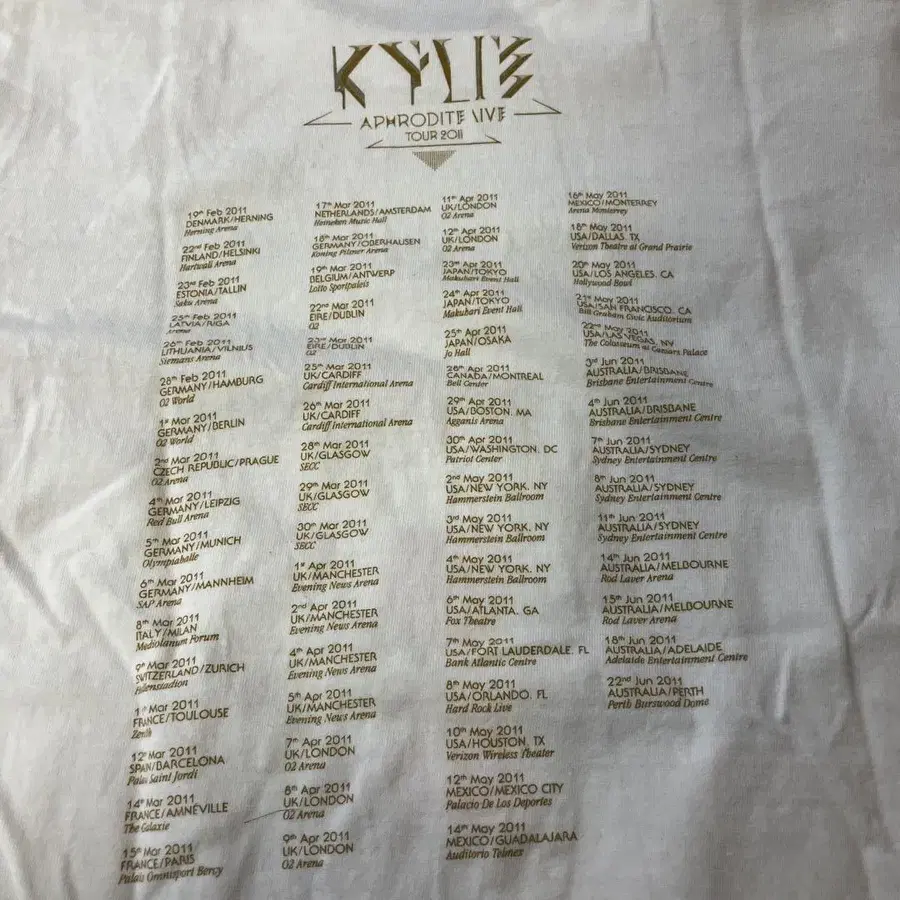 KYLIE
APHRODITE LIVE
TOUR 2011
19th Feb 2011
DENMARK/HERNING
Herning Arena
22nd Feb 2011
FINLAND/HELSINKI
Hartwall Arena
23rd Feb 2011
ESTONIA/TALLIN
Saku Arena
25th Feb 2011
LATVIA/RIGA
Arena
26th Feb 2011
LITHUANIA/VILNIUS
Siemans Arena
28th Feb 2011
GERMANY/HAMBURG
O2 World
1st Mar 2011
GERMANY/BERLIN
O2 World
2nd Mar 2011
CZECH REPUBLIC/PRAGUE
O2 Arena
4th Mar 2011
GERMANY/LEIPZIG
Red Bull Arena
5th Mar 2011
GERMANY/MUNICH
Olympiahalle
6th Mar 2011
GERMANY/MANNHEIM
SAP Arena
8th Mar 2011
ITALY/MILAN
Mediolanum Forum
9th Mar 2011
SWITZERLAND/ZURICH
Mar 2011
FRANCE/TOULOUSE
Zenith
12th Mar 2011
SPAN/BARCELONA
Palau Saint Jordi
14th Mar 2011
FRANCE/AMNÉVILLE
The Galaxie
15th Mar 2011
FRANCE/PARIS
Palais Omnisport Bercy
17th Mar 2011
NETHERLANDS/AMSTERDAM
Heineken Music Hall
18th Mar 2011
GERMANY/OBERHAUSEN
Koning Pilsner Arena
19th Mar 2011
BELGIUM/ANTWERP
Lotto Sportpaleis
22nd Mar 2011
EIRE/DUBLIN
O2
23rd Mar 2011
EIRE/DUBLIN
O2
25th Mar 2011
UK/CARDIFF
Cardiff International Arena
26th Mar 2011
UK/CARDIFF
Cardiff International Arena
28th Mar 2011
UK/GLASGOW
SECC
29th Mar 2011
UK/GLASGOW
SECC
30th Mar 2011
UK/GLASGOW
SECC
1st Apr 2011
UK/MANCHESTER
Evening News Arena
2nd Apr 2011
UK/MANCHESTER
Evening News Arena
4th Apr 2011
UK/MANCHESTER
Evening News Arena
5th Apr 2011
UK/MANCHESTER
Evening News Arena
7th Apr 2011
UK/LONDON
O2 Arena
8th Apr 2011
UK/LONDON
O2 Arena
9th Apr 2011
UK/LONDON
O2 Arena
11th Apr 2011
UK/LONDON
O2 Arena
12th Apr 2011
UK/LONDON
O2 Arena
23rd Apr 2011
JAPAN/TOKYO
Makuhari Event Hall
24th Apr 2011
JAPAN/TOKYO
Makuhari Event Hall
25th Apr 2011
JAPAN/OSAKA
Jo Hall
28th Apr 2011
CANADA/MONTREAL
Bell Center
29th Apr 2011
USA/BOSTON, MA
Agganis Arena
30th Apr 2011
USA/WASHINGTON, DC
Patriot Center
2nd May 2011
USA/NEW YORK, NY
Hammerstein Ballroom
3rd May 2011
USA/NEW YORK, NY
Hammerstein Ballroom
4th May 2011
USA/NEW YORK, NY
Hammerstein Ballroom
6th May 2011
USA/ATLANTA, GA
Fox Theatre
7th May 2011
USA/FORT LAUDERDALE, FL
Bank Atlantic Centre
8th May 2011
USA/ORLANDO, FL
Hard Rock Live
10th May 2011
USA/HOUSTON, TX
Verizon Wireless Theater
12th May 2011
MEXICO/MEXICO CITY
Palacio De Los Deportes
14th May 2011
MEXICO/GUADALAJARA
Auditorio Telmex
16th May 2011
MEXICO/MONTERREY
Arena Monterrey
18th May 2011
USA/DALLAS, TX
Verizon Theatre at Grand Prairie
20th May 2011
USA/LOS ANGELES, CA
Hollywood Bowl
21st May 2011
USA/SAN FRANCISCO, CA
Bill Graham Civic Auditorium
22nd May 2011
USA/LAS VEGAS, NV
The Colosseum at Caesars Palace
3rd Jun 2011
AUSTRALIA/BRISBANE
Brisbane Entertainment Centre
4th Jun 2011
AUSTRALIA/BRISBANE
Brisbane Entertainment Centre
7th Jun 2011
AUSTRALIA/SYDNEY
Sydney Entertainment Centre
8th Jun 2011
AUSTRALIA/SYDNEY
Sydney Entertainment Centre
11th Jun 2011
AUSTRALIA/SYDNEY
Sydney Entertainment Centre
14th Jun 2011
AUSTRALIA/MELBOURNE
Rod Laver Arena
15th Jun 2011
AUSTRALIA/MELBOURNE
Rod Laver Arena
18th Jun 2011
AUSTRALIA/ADELAIDE
Adelaide Entertainment Centre
22nd Jun 2011
AUSTRALIA/PERTH
Perth Burswood Dome